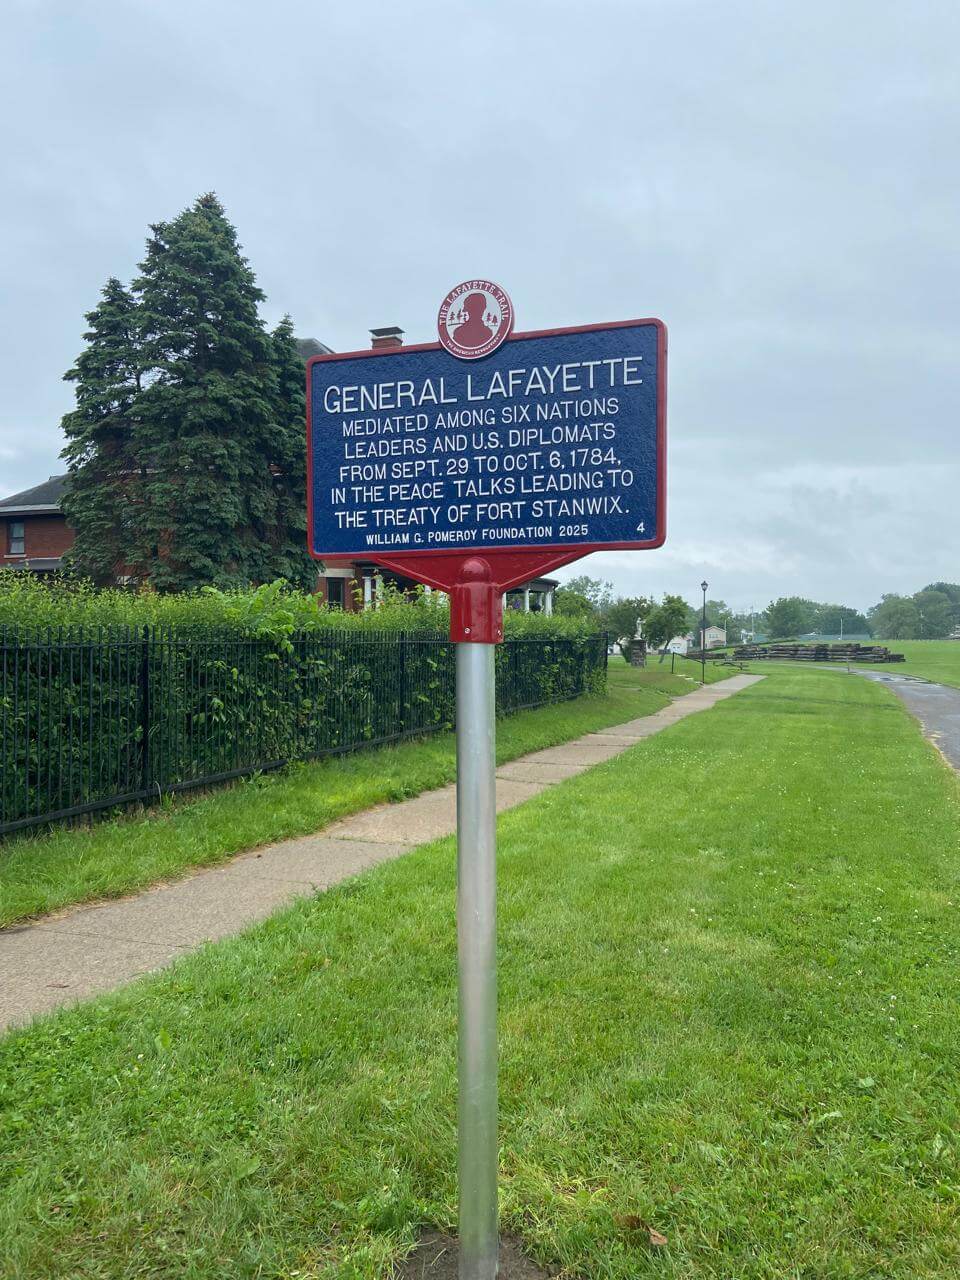 THE LAFAYETTE TRAIL
GENERAL LAFAYETTE
MEDIATED AMONG SIX NATIONS
LEADERS AND U.S. DIPLOMATS
FROM SEPT. 29 TO OCT. 6, 1784,
IN THE PEACE TALKS LEADING TO
THE TREATY OF FORT STANWIX.
WILLIAM G. POMEROY FOUNDATION 2025 4